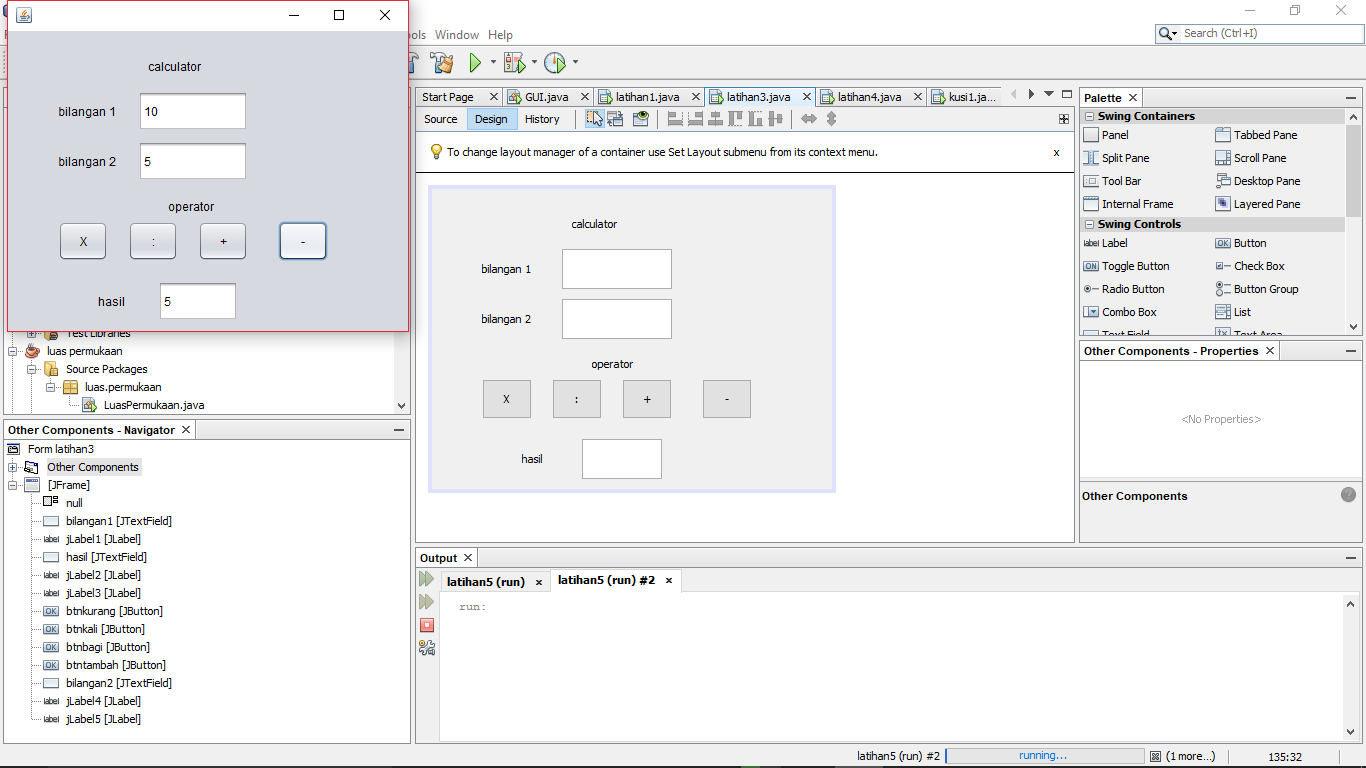 calculator
bilangan 1
10
bilangan 2
5
operator
X
:
+
-
hasil
5
Window Help
Search (Ctrl+I)
Start Page
GUI.java
latihan1.java
latihan3.java
latihan4.java
kusi1.ja...
Source Design History
To change layout manager of a container use Set Layout submenu from its context menu.
x
calculator
bilangan 1
bilangan 2
operator
X
:
+
-
hasil
Test Libraries
luas permukaan
Source Packages
luas.permukaan
LuasPermukaan.java
Other Components - Navigator
Form latihan3
Other Components
[JFrame]
null
bilangan1 [JTextField]
jLabel1 [JLabel]
hasil [JTextField]
jLabel2 [JLabel]
jLabel3 [JLabel]
btnkurang [JButton]
btnkali [JButton]
btnbagi [JButton]
btntambah [JButton]
bilangan2 [JTextField]
jLabel4 [JLabel]
jLabel5 [JLabel]
Palette
Swing Containers
Panel Tabbed Pane
Split Pane Scroll Pane
Tool Bar Desktop Pane
Internal Frame Layered Pane
Swing Controls
Label Button
Toggle Button Check Box
Radio Button Button Group
Combo Box List
Text Field Text Area
Other Components - Properties
<No Properties>
Other Components
Output
latihan5 (run)
latihan5 (run) #2
run:
latihan5 (run) #2
running...
(1 more...)
135:32